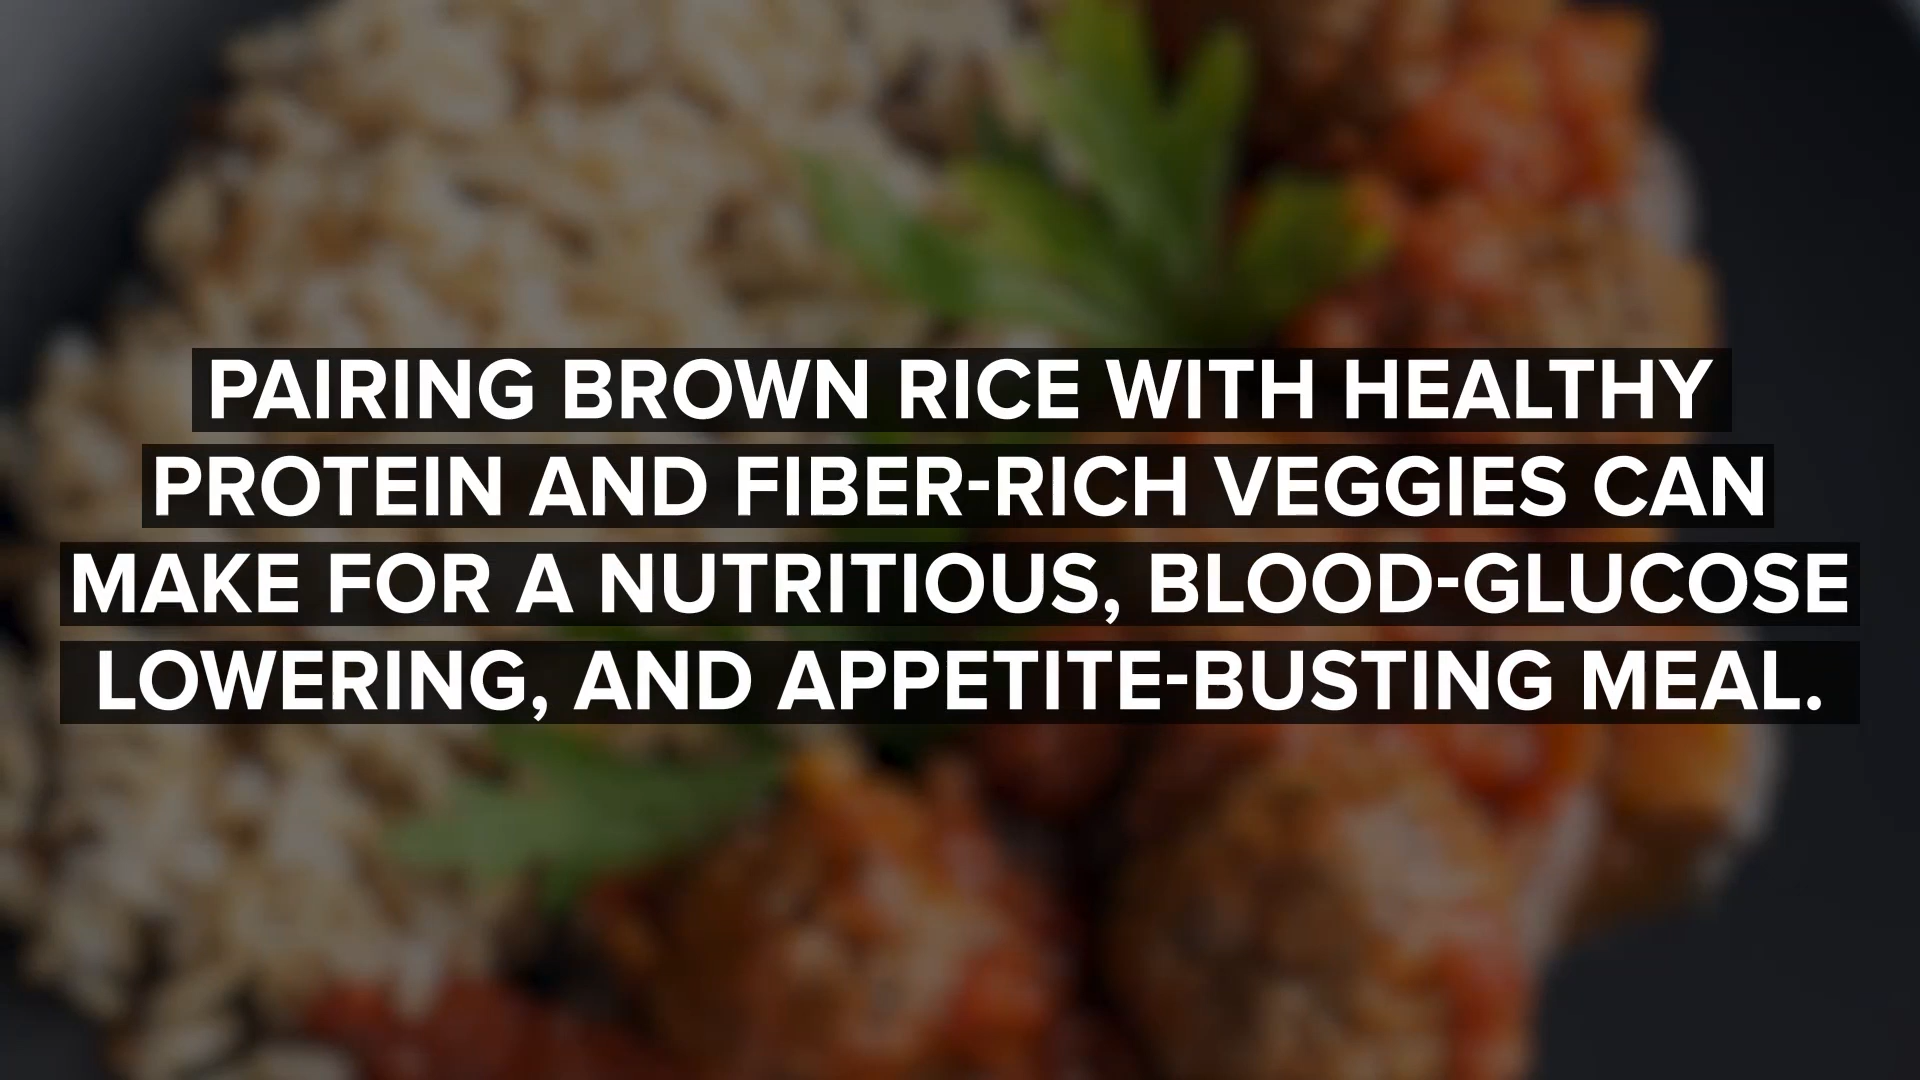 PAIRING BROWN RICE WITH HEALTHY
PROTEIN AND FIBER-RICH VEGGIES CAN
MAKE FOR A NUTRITIOUS, BLOOD-GLUCOSE
LOWERING, AND APPETITE-BUSTING MEAL.